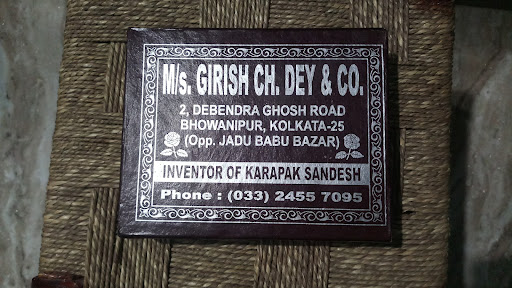 M/s. GIRISH CH. DEY & CO.
2, DEBENDRA GHOSH ROAD
BHOWANIPUR, KOLKATA-25
(Opp. JADU BABU BAZAR)
INVENTOR OF KARAPAK SANDESH
Phone : (033) 2455 7095